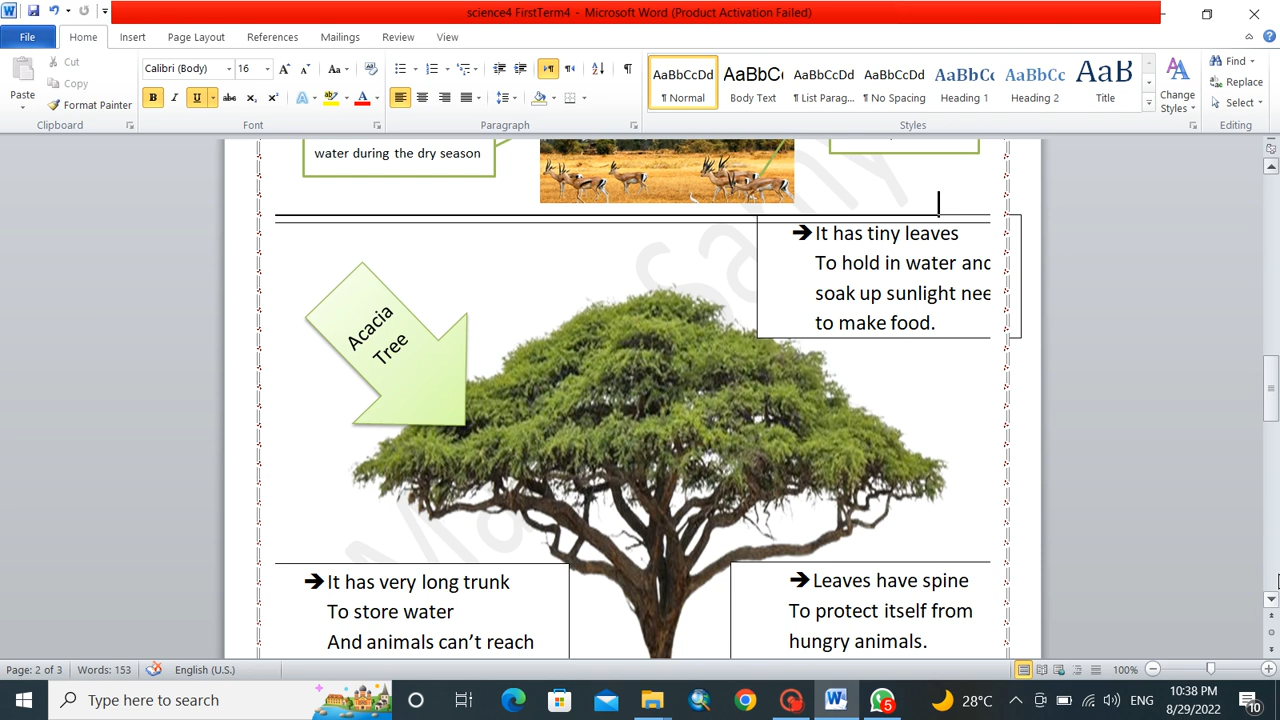 science4 FirstTerm4 - Microsoft Word (Product Activation Failed)
File Home Insert Page Layout References Mailings Review View
Paste
Cut
Copy
Format Painter
Clipboard
Calibri (Body) 16
Font
Paragraph
AaBbCcDd AaBbCc AaBbCcDd AaBbCcDd AaBbCc AaBbCc AaB
¶ Normal Body Text ¶ List Parag... ¶ No Spacing Heading 1 Heading 2 Title
Change
Styles
Styles
Find
Replace
Select
Editing
water during the dry season
Samy
➔ It has tiny leaves
To hold in water and
soak up sunlight nee
to make food.
Acacia
Tree
➔ It has very long trunk
To store water
And animals can't reach
➔ Leaves have spine
To protect itself from
hungry animals.
Page: 2 of 3 Words: 153 English (U.S.) 100%
Type here to search
5
28°C
ENG
10:38 PM
8/29/2022
10